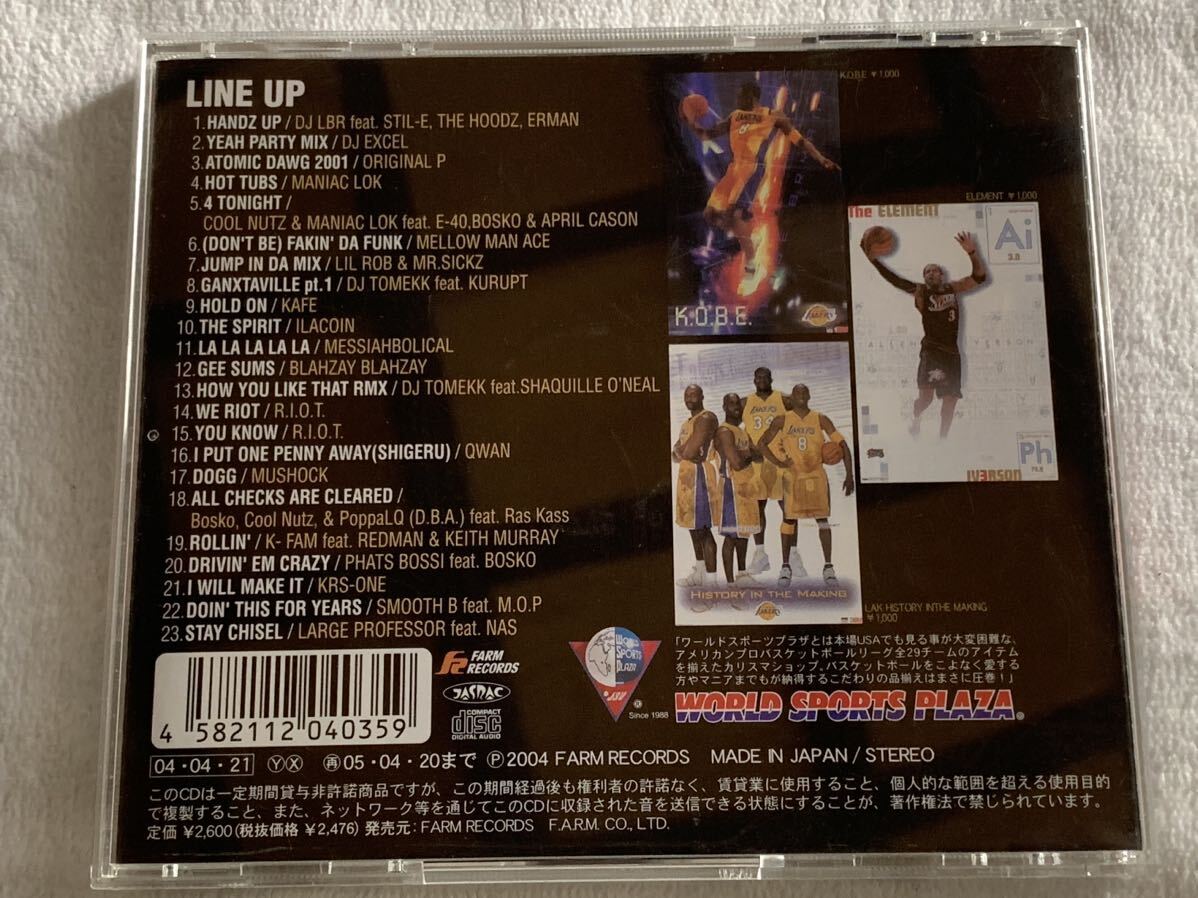 LINE UP
1.HANDZ UP / DJ LBR feat. STIL-E, THE HOODZ, ERMAN
2.YEAH PARTY MIX / DJ EXCEL
3.ATOMIC DAWG 2001 / ORIGINAL P
4.HOT TUBS / MANIAC LOK
5.4 TONIGHT /
COOL NUTZ & MANIAC LOK feat. E-40,BOSKO & APRIL CASON
6.(DON'T BE) FAKIN' DA FUNK / MELLOW MAN ACE
7.JUMP IN DA MIX / LIL ROB & MR.SICKZ
8.GANXTAVILLE pt.1 / DJ TOMEKK feat. KURUPT
9.HOLD ON / KAFE
10.THE SPIRIT / ILACOIN
11.LA LA LA LA LA / MESSIAHBOLICAL
12.GEE SUMS / BLAHZAY BLAHZAY
13.HOW YOU LIKE THAT RMX / DJ TOMEKK feat.SHAQUILLE O'NEAL
14.WE RIOT / R.I.O.T.
15.YOU KNOW / R.I.O.T.
16.I PUT ONE PENNY AWAY(SHIGERU) / QWAN
17.DOGG / MUSHOCK
18.ALL CHECKS ARE CLEARED /
Bosko, Cool Nutz, & PoppaLQ (D.B.A.) feat. Ras Kass
19.ROLLIN' / K- FAM feat. REDMAN & KEITH MURRAY
20.DRIVIN' EM CRAZY / PHATS BOSSI feat. BOSKO
21.I WILL MAKE IT / KRS-ONE
22.DOIN' THIS FOR YEARS / SMOOTH B feat. M.O.P
23.STAY CHISEL / LARGE PROFESSOR feat. NAS
KOBE ¥1,000
8
K.O.B.E.
LAKERS
ELEMENT ¥1,000
The ELEMENT
1
Ai
3.0
SIXERS
3
ALLEN IVERSON
Ph
76.0
IV3RSON
LAKERS
34
LAKERS
8
HISTORY IN THE MAKING
LAKERS
LAK HISTORY INTHE MAKING
¥1,000
「ワールドスポーツプラザとは本場USAでも見る事が大変困難な、
アメリカンプロバスケットボールリーグ全29チームのアイテム
を揃えたカリスマショップ。バスケットボールをこよなく愛する
方やマニアまでもが納得するこだわりの品揃えはまさに圧巻！」
WORLD SPORTS PLAZA®
WORLD SPORTS PLAZA
JSV
®
Since 1988
FARM RECORDS
JASRAC
COMPACT disc DIGITAL AUDIO
4 582112 040359
04・04・21 Ⓨ Ⓧ ㊢05・04・20まで Ⓟ2004 FARM RECORDS MADE IN JAPAN / STEREO
このCDは一定期間貸与非許諾商品ですが、この期間経過後も権利者の許諾なく、賃貸業に使用すること、個人的な範囲を超える使用目的
で複製すること、また、ネットワーク等を通じてこのCDに収録された音を送信できる状態にすることが、著作権法で禁じられています。
定価 ¥2,600(税抜価格 ¥2,476) 発売元: FARM RECORDS F.A.R.M. CO., LTD.